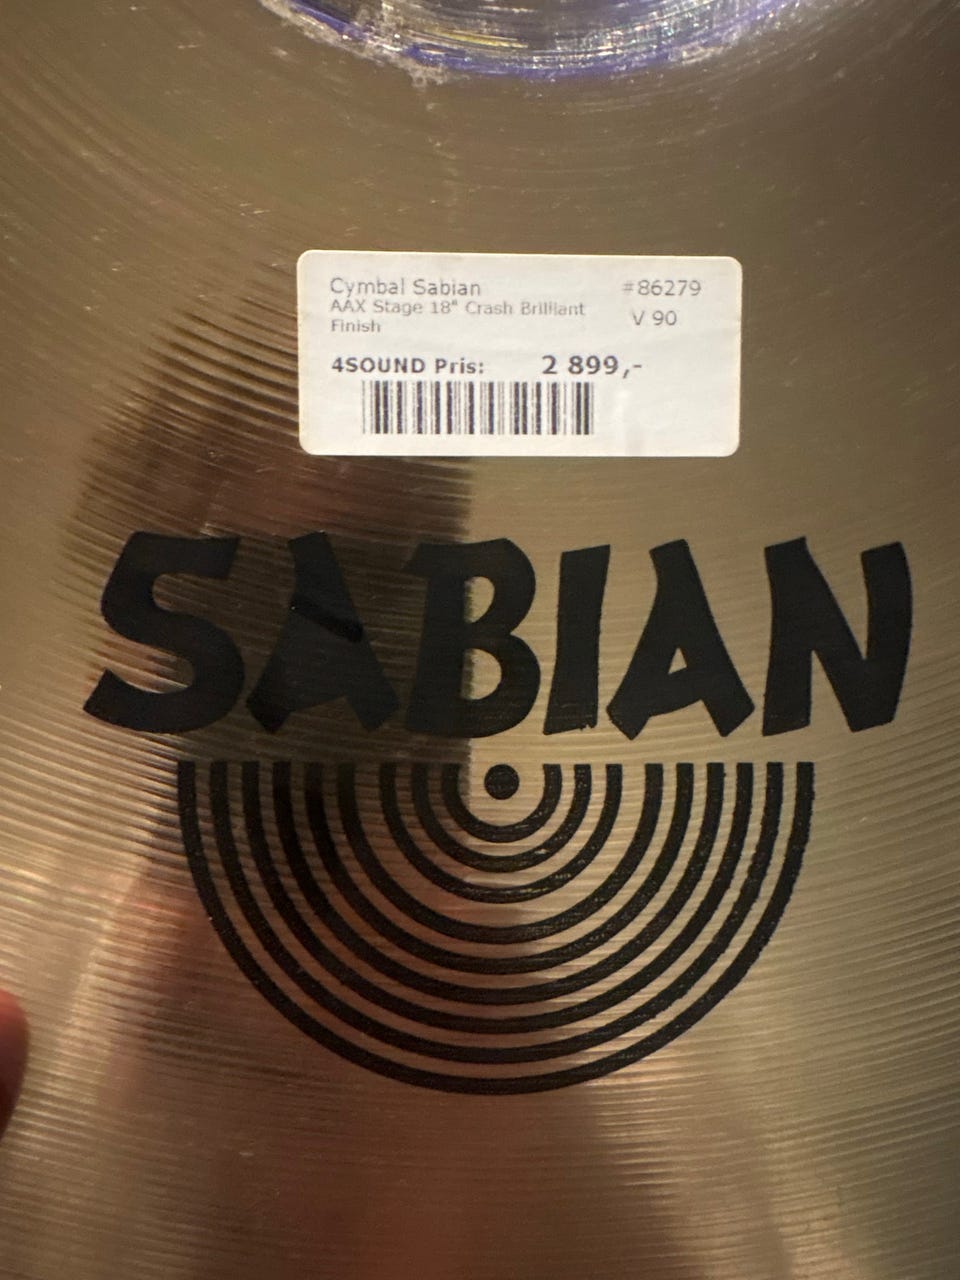 Cymbal Sabian #86279
AAX Stage 18" Crash Brilliant
Finish
V 90
4SOUND Pris: 2 899,-
SABIAN